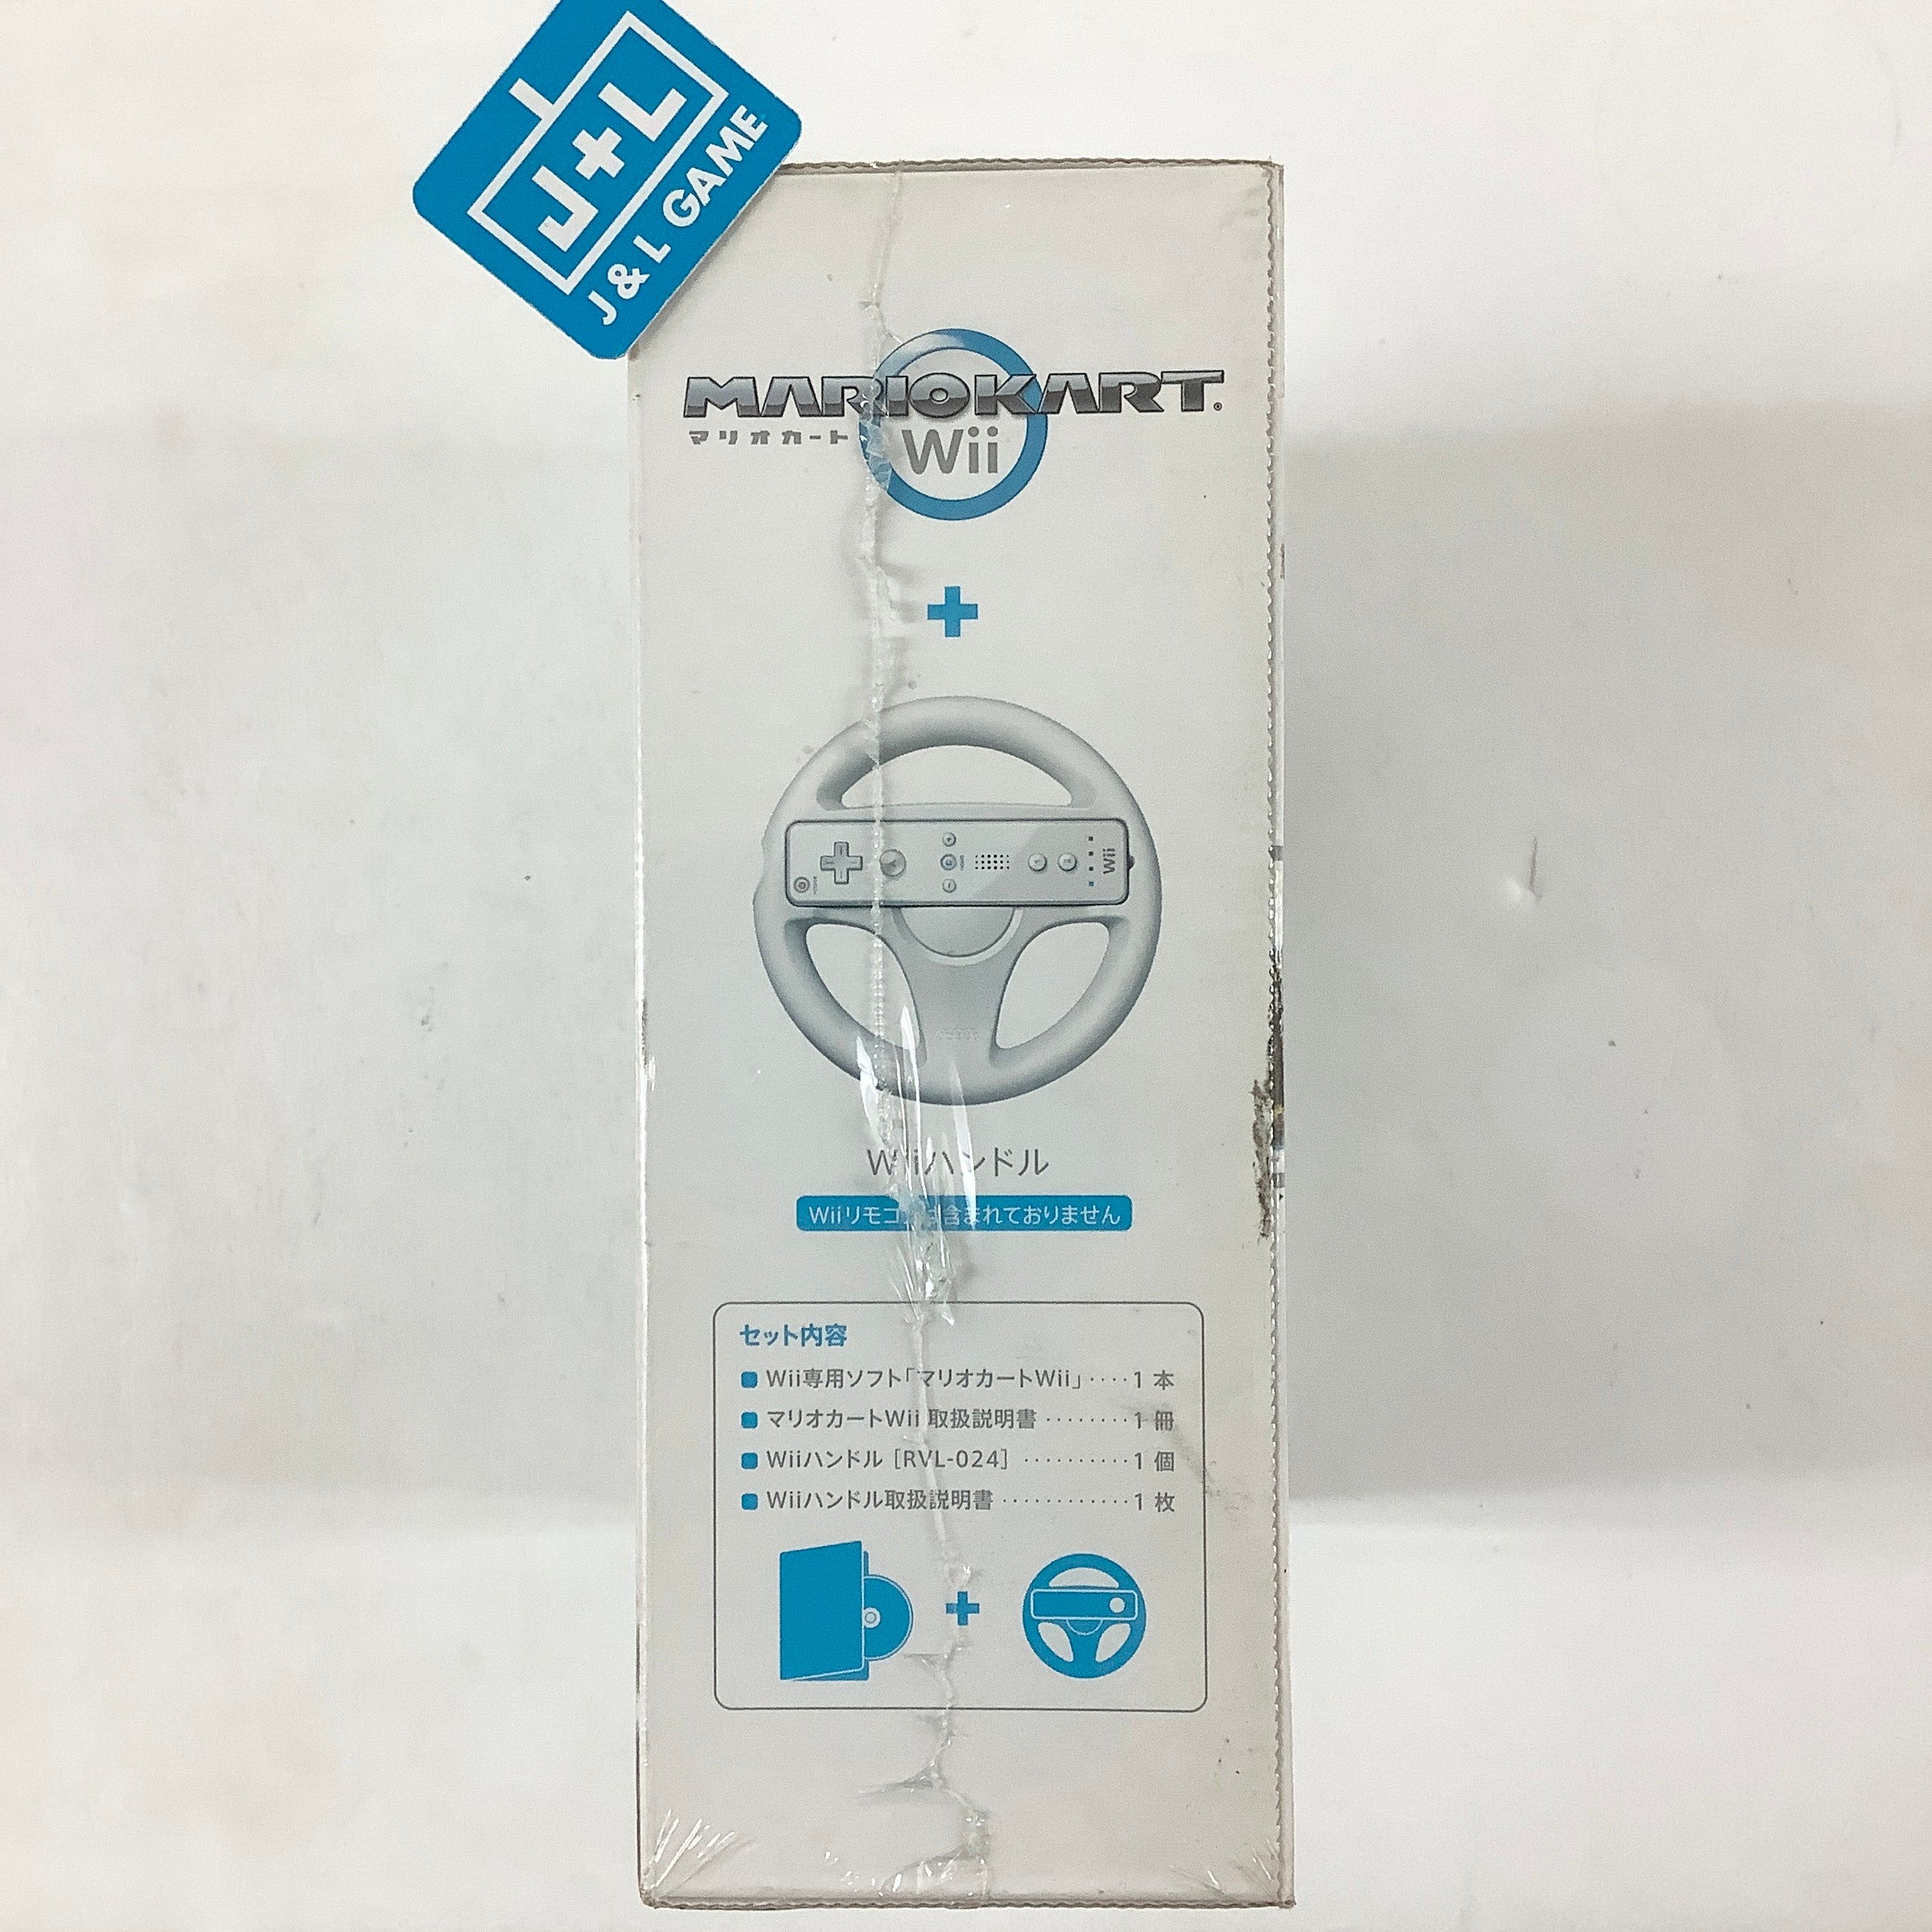 J+L
J & L GAME
MARIOKART
マリオカート
Wii
Wii
Wiiハンドル
Wiiリモコンは含まれておりません
セット内容
Wii専用ソフト「マリオカートWii」····1 本
マリオカートWii 取扱説明書 ········1 冊
Wiiハンドル [RVL-024] ··········1 個
Wiiハンドル取扱説明書 ············1 枚